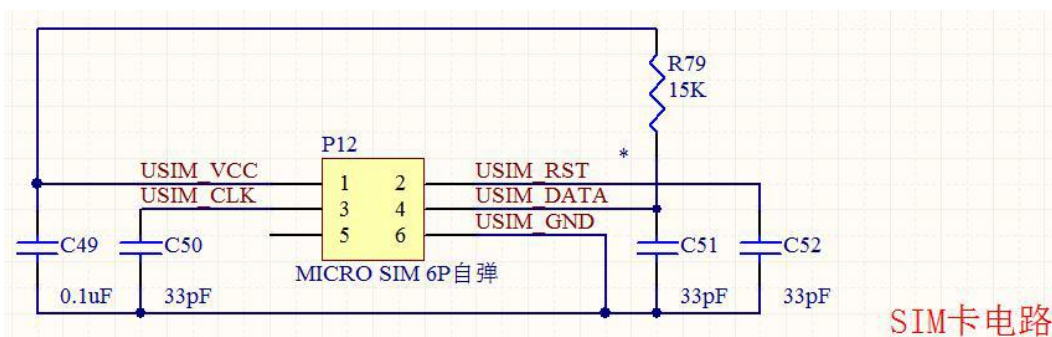 R79
15K
P12
*
USIM_VCC 1 2 USIM_RST
USIM_CLK 3 4 USIM_DATA
5 6 USIM_GND
C49 C50 C51 C52
MICRO SIM 6P自弹
0.1uF 33pF 33pF 33pF
SIM卡电路